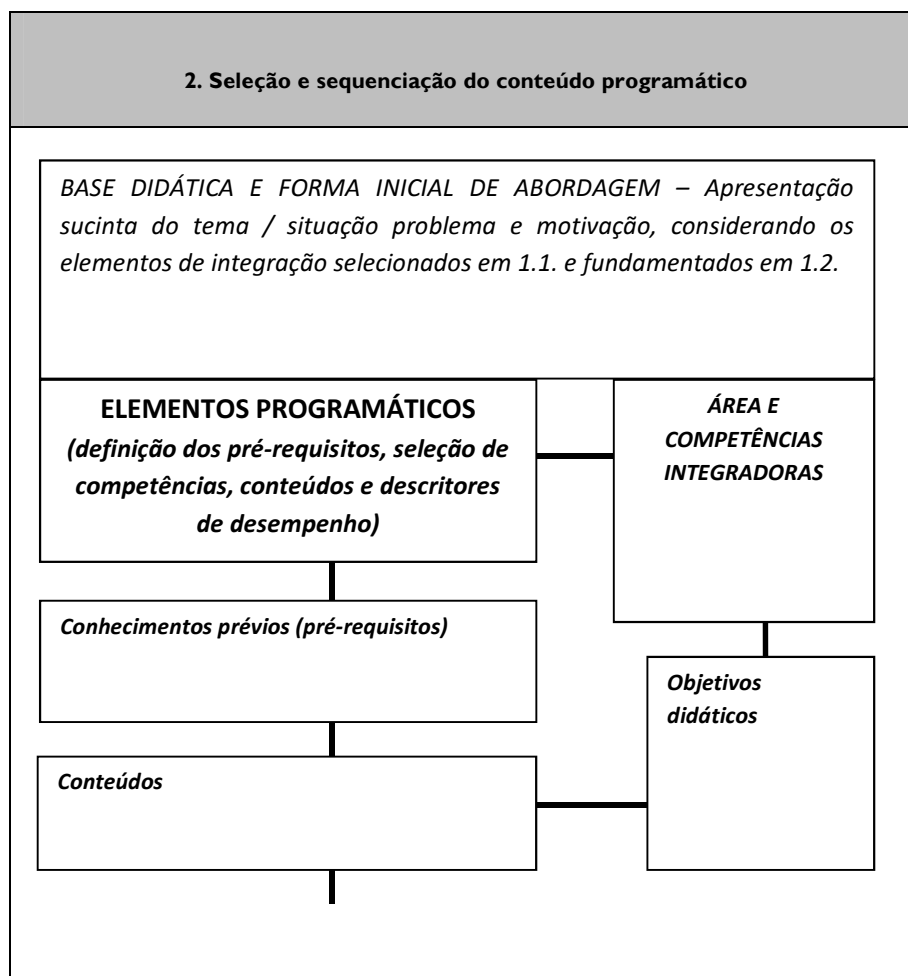 2. Seleção e sequenciação do conteúdo programático
BASE DIDÁTICA E FORMA INICIAL DE ABORDAGEM – Apresentação
sucinta do tema / situação problema e motivação, considerando os
elementos de integração selecionados em 1.1. e fundamentados em 1.2.
ELEMENTOS PROGRAMÁTICOS
(definição dos pré-requisitos, seleção de
competências, conteúdos e descritores
de desempenho)
ÁREA E
COMPETÊNCIAS
INTEGRADORAS
Conhecimentos prévios (pré-requisitos)
Objetivos
didáticos
Conteúdos